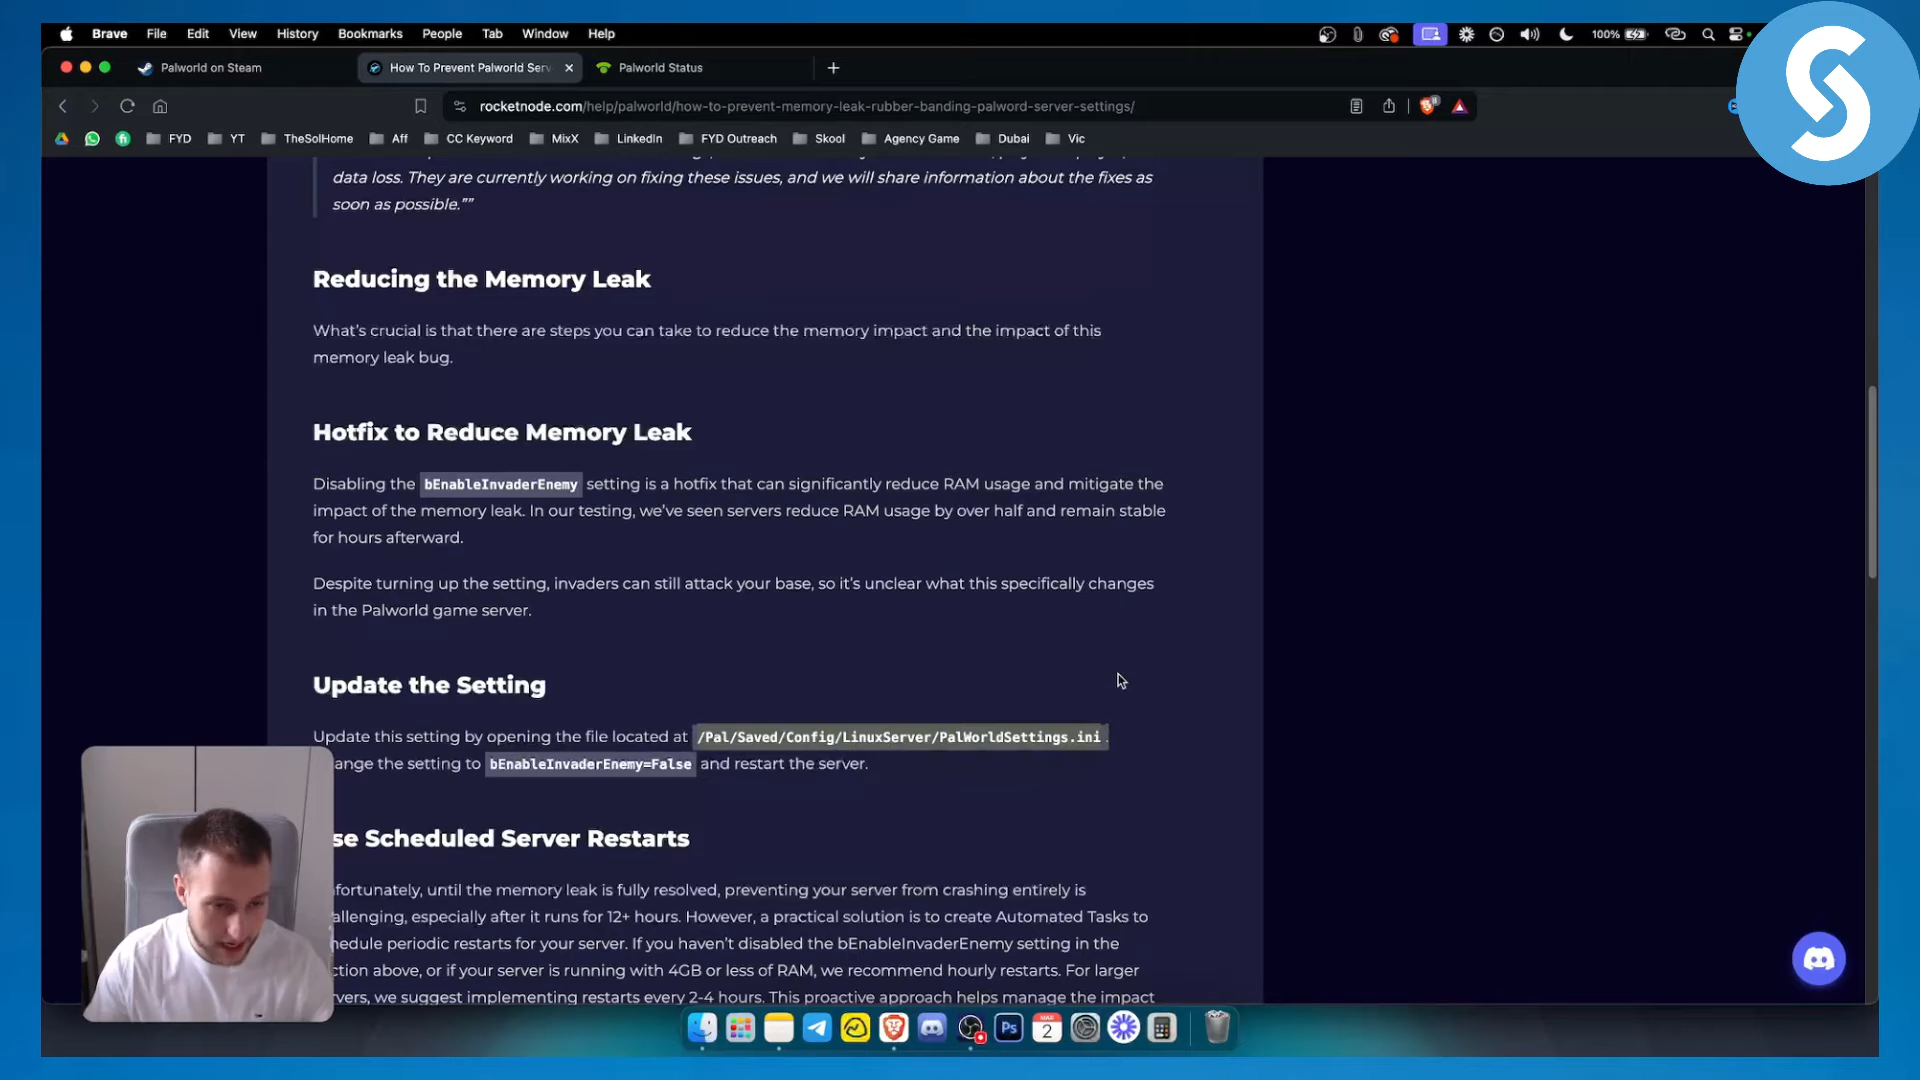 Brave File Edit View History Bookmarks People Tab Window Help 100%
Palworld on Steam How To Prevent Palworld Serv Palworld Status
rocketnode.com/help/palworld/how-to-prevent-memory-leak-rubber-banding-palword-server-settings/
FYD YT TheSolHome Aff CC Keyword MixX LinkedIn FYD Outreach Skool Agency Game Dubai Vic
data loss. They are currently working on fixing these issues, and we will share information about the fixes as
soon as possible.""
Reducing the Memory Leak
What's crucial is that there are steps you can take to reduce the memory impact and the impact of this
memory leak bug.
Hotfix to Reduce Memory Leak
Disabling the bEnableInvaderEnemy setting is a hotfix that can significantly reduce RAM usage and mitigate the
impact of the memory leak. In our testing, we've seen servers reduce RAM usage by over half and remain stable
for hours afterward.
Despite turning up the setting, invaders can still attack your base, so it's unclear what this specifically changes
in the Palworld game server.
Update the Setting
Update this setting by opening the file located at /Pal/Saved/Config/LinuxServer/PalWorldSettings.ini.
ange the setting to bEnableInvaderEnemy=False and restart the server.
se Scheduled Server Restarts
fortunately, until the memory leak is fully resolved, preventing your server from crashing entirely is
allenging, especially after it runs for 12+ hours. However, a practical solution is to create Automated Tasks to
hedule periodic restarts for your server. If you haven't disabled the bEnableInvaderEnemy setting in the
ction above, or if your server is running with 4GB or less of RAM, we recommend hourly restarts. For larger
rvers, we suggest implementing restarts every 2-4 hours. This proactive approach helps manage the impact
Ps
MAR
2